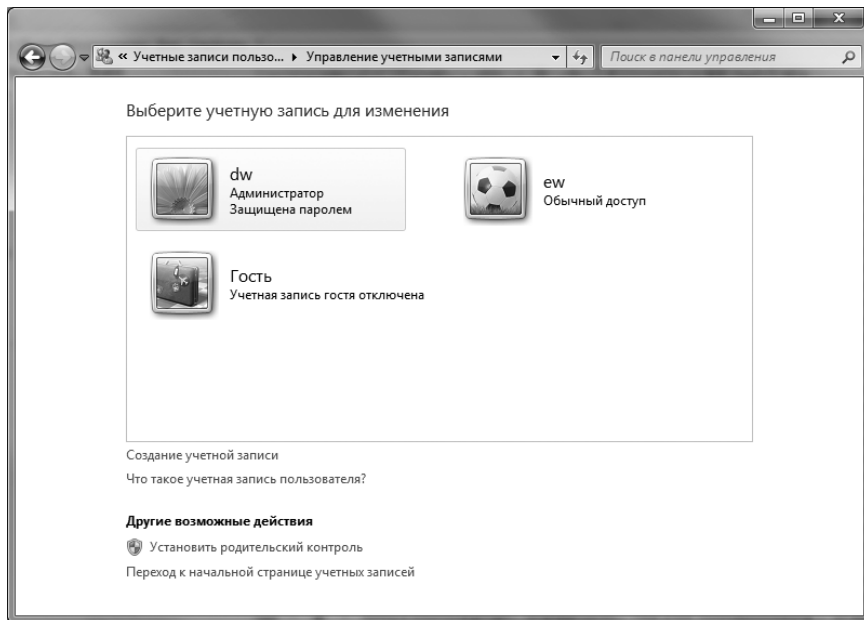 « Учетные записи пользо... ▸ Управление учетными записями
Поиск в панели управления
Выберите учетную запись для изменения
dw
Администратор
Защищена паролем
ew
Обычный доступ
Гость
Учетная запись гостя отключена
Создание учетной записи
Что такое учетная запись пользователя?
Другие возможные действия
Установить родительский контроль
Переход к начальной странице учетных записей